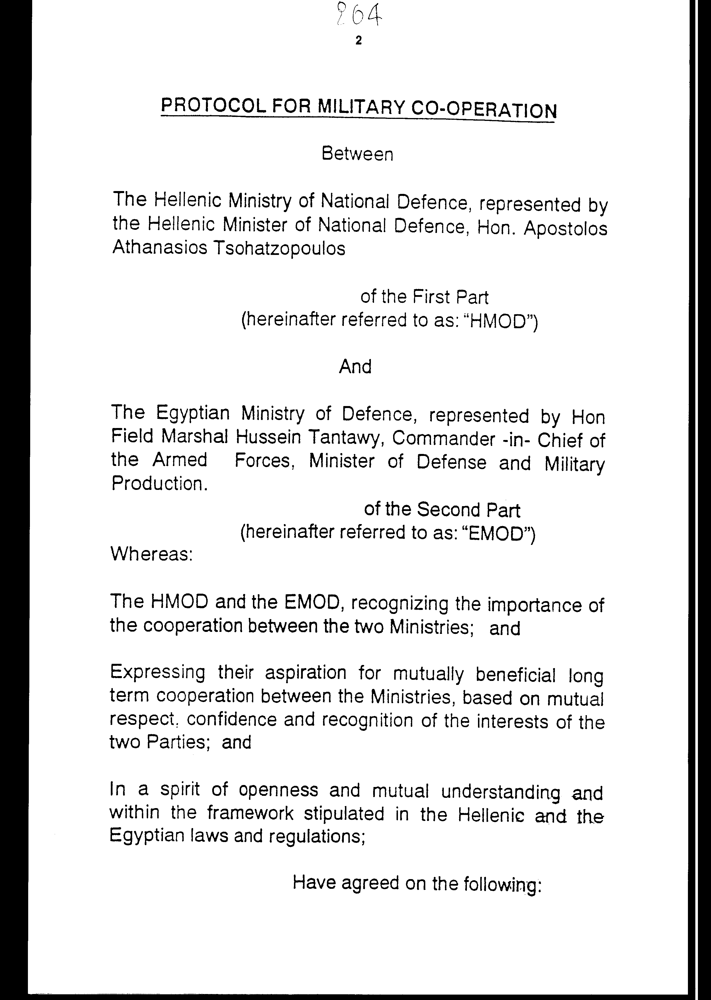 264
2
PROTOCOL FOR MILITARY CO-OPERATION
Between
The Hellenic Ministry of National Defence, represented by
the Hellenic Minister of National Defence, Hon. Apostolos
Athanasios Tsohatzopoulos
of the First Part
(hereinafter referred to as: “HMOD”)
And
The Egyptian Ministry of Defence, represented by Hon
Field Marshal Hussein Tantawy, Commander -in- Chief of
the Armed Forces, Minister of Defense and Military
Production.
of the Second Part
(hereinafter referred to as: “EMOD”)
Whereas:
The HMOD and the EMOD, recognizing the importance of
the cooperation between the two Ministries; and
Expressing their aspiration for mutually beneficial long
term cooperation between the Ministries, based on mutual
respect, confidence and recognition of the interests of the
two Parties; and
In a spirit of openness and mutual understanding and
within the framework stipulated in the Hellenic and the
Egyptian laws and regulations;
Have agreed on the following: